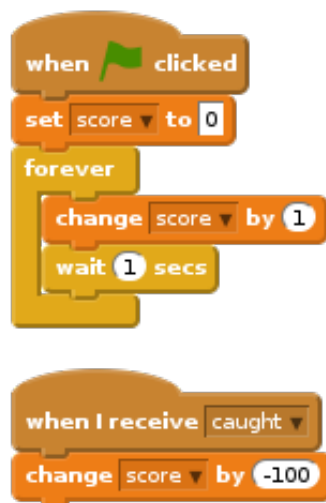 when clicked
set score to 0
forever
change score by 1
wait 1 secs
when I receive caught
change score by -100